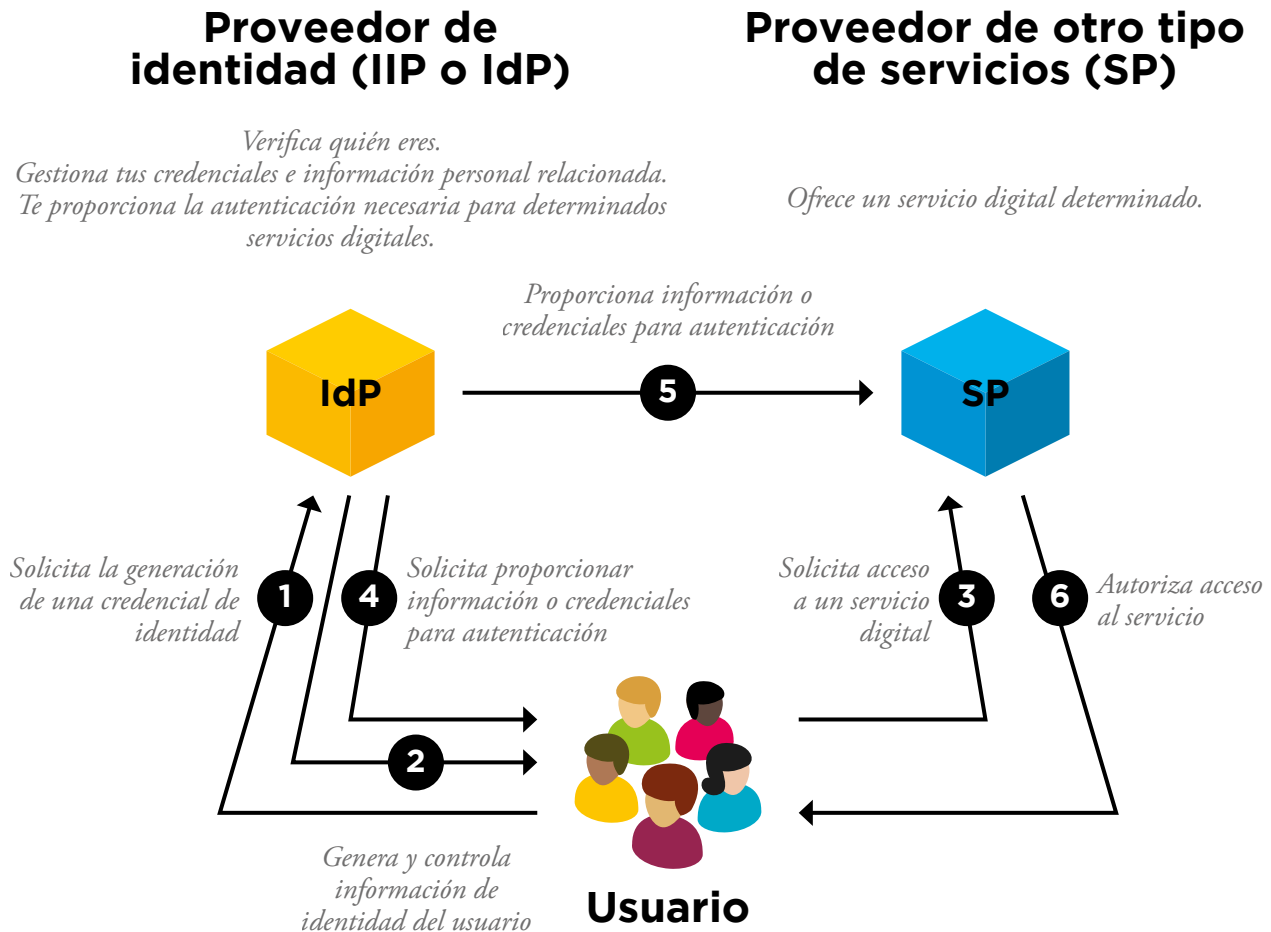 Proveedor de
identidad (IIP o IdP)
Proveedor de otro tipo
de servicios (SP)
Verifica quién eres.
Gestiona tus credenciales e información personal relacionada.
Te proporciona la autenticación necesaria para determinados
servicios digitales.
Ofrece un servicio digital determinado.
Proporciona información o
credenciales para autenticación
IdP
5
SP
Solicita la generación
de una credencial de
identidad
1
4
Solicita proporcionar
información o credenciales
para autenticación
Solicita acceso
a un servicio
digital
3
6
Autoriza acceso
al servicio
2
Genera y controla
información de
identidad del usuario
Usuario